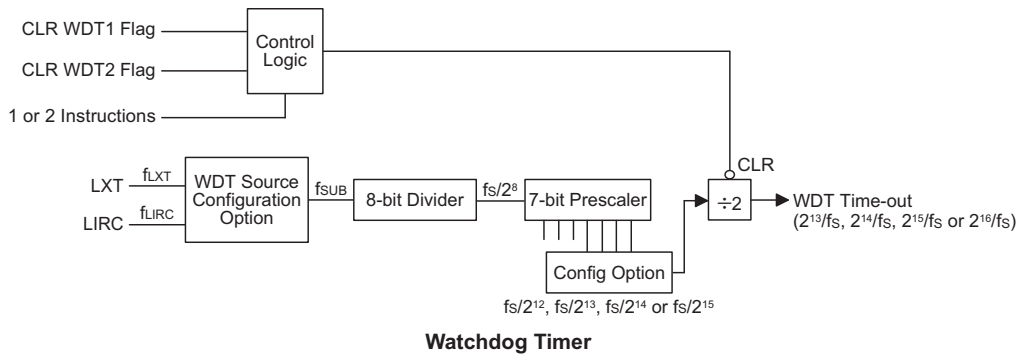 CLR WDT1 Flag
CLR WDT2 Flag
1 or 2 Instructions
Control
Logic
CLR
LXT
fLXT
LIRC
fLIRC
WDT Source
Configuration
Option
fSUB
8-bit Divider
fS/2⁸
7-bit Prescaler
Config Option
fS/2¹², fS/2¹³, fS/2¹⁴ or fS/2¹⁵
÷2
WDT Time-out
(2¹³/fS, 2¹⁴/fS, 2¹⁵/fS or 2¹⁶/fS)
Watchdog Timer